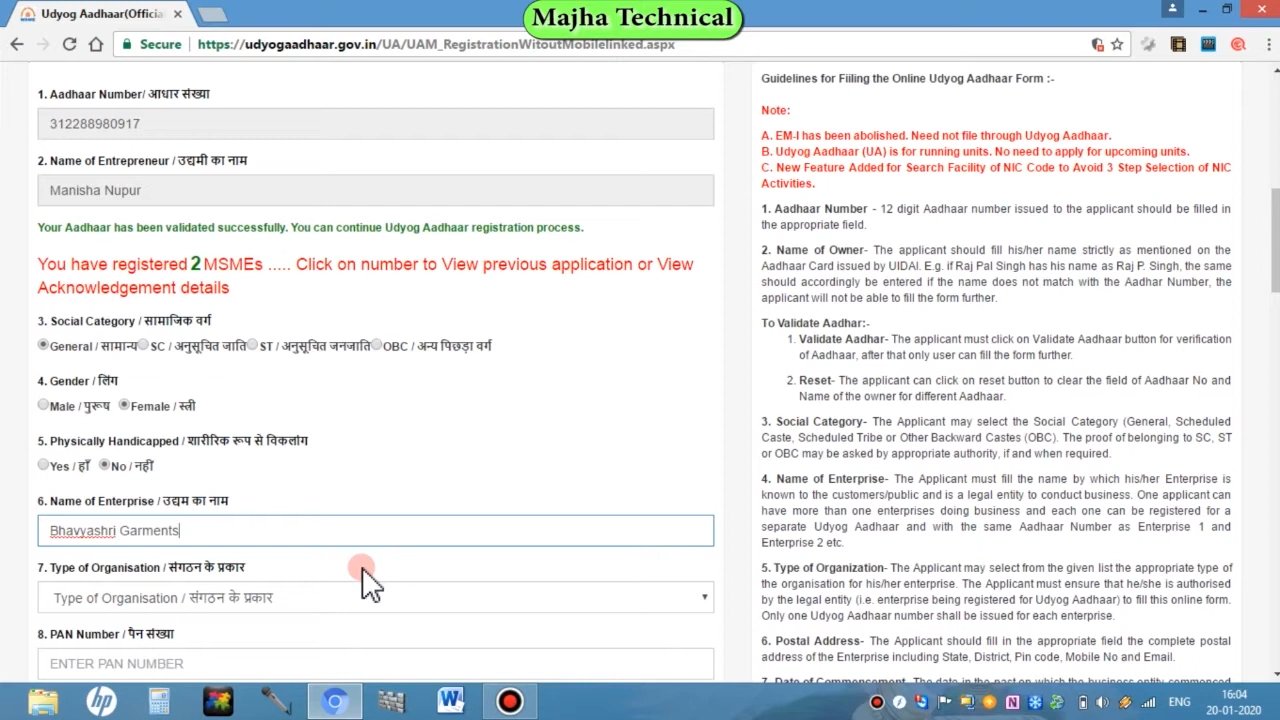 Udyog Aadhaar(Officia
Majha Technical
Secure https://udyogaadhaar.gov.in/UA/UAM_RegistrationWitoutMobilelinked.aspx
1. Aadhaar Number/ आधार संख्या
312288980917
2. Name of Entrepreneur / उद्यमी का नाम
Manisha Nupur
Your Aadhaar has been validated successfully. You can continue Udyog Aadhaar registration process.
You have registered 2 MSMEs ..... Click on number to View previous application or View
Acknowledgement details
3. Social Category / सामाजिक वर्ग
General / सामान्य SC / अनुसूचित जाति ST / अनुसूचित जनजाति OBC / अन्य पिछड़ा वर्ग
4. Gender / लिंग
Male / पुरूष Female / स्त्री
5. Physically Handicapped / शारीरिक रूप से विकलांग
Yes / हाँ No / नहीं
6. Name of Enterprise / उद्यम का नाम
Bhavyashri Garments
7. Type of Organisation / संगठन के प्रकार
Type of Organisation / संगठन के प्रकार
8. PAN Number / पैन संख्या
ENTER PAN NUMBER
Guidelines for Fiiling the Online Udyog Aadhaar Form :-
Note:
A. EM-I has been abolished. Need not file through Udyog Aadhaar.
B. Udyog Aadhaar (UA) is for running units. No need to apply for upcoming units.
C. New Feature Added for Search Facility of NIC Code to Avoid 3 Step Selection of NIC
Activities.
1. Aadhaar Number - 12 digit Aadhaar number issued to the applicant should be filled in
the appropriate field.
2. Name of Owner- The applicant should fill his/her name strictly as mentioned on the
Aadhaar Card issued by UIDAI. E.g. if Raj Pal Singh has his name as Raj P. Singh, the same
should accordingly be entered if the name does not match with the Aadhar Number, the
applicant will not be able to fill the form further.
To Validate Aadhar:-
1. Validate Aadhar- The applicant must click on Validate Aadhaar button for verification
of Aadhaar, after that only user can fill the form further.
2. Reset- The applicant can click on reset button to clear the field of Aadhaar No and
Name of the owner for different Aadhaar.
3. Social Category- The Applicant may select the Social Category (General, Scheduled
Caste, Scheduled Tribe or Other Backward Castes (OBC). The proof of belonging to SC, ST
or OBC may be asked by appropriate authority, if and when required.
4. Name of Enterprise- The Applicant must fill the name by which his/her Enterprise is
known to the customers/public and is a legal entity to conduct business. One applicant can
have more than one enterprises doing business and each one can be registered for a
separate Udyog Aadhaar and with the same Aadhaar Number as Enterprise 1 and
Enterprise 2 etc.
5. Type of Organization- The Applicant may select from the given list the appropriate type of
the organisation for his/her enterprise. The Applicant must ensure that he/she is authorised
by the legal entity (i.e. enterprise being registered for Udyog Aadhaar) to fill this online form.
Only one Udyog Aadhaar number shall be issued for each enterprise.
6. Postal Address- The Applicant should fill in the appropriate field the complete postal
address of the Enterprise including State, District, Pin code, Mobile No and Email.
7. Date of Commencement- The date in the past on which the business entity commenced
ENG
16:04
20-01-2020